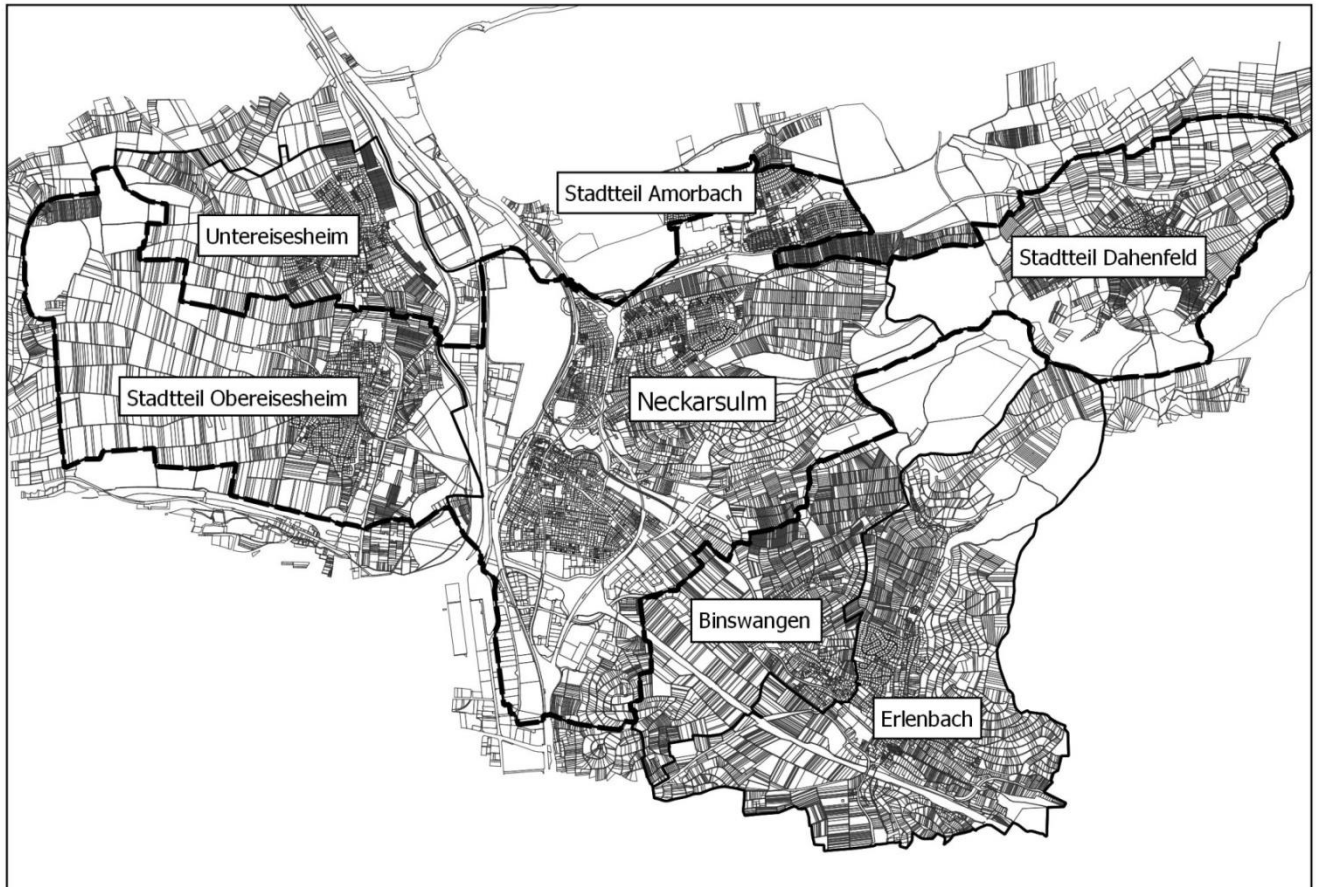 Stadtteil Amorbach
Untereisesheim
Stadtteil Dahenfeld
Stadtteil Obereisesheim
Neckarsulm
Binswangen
Erlenbach